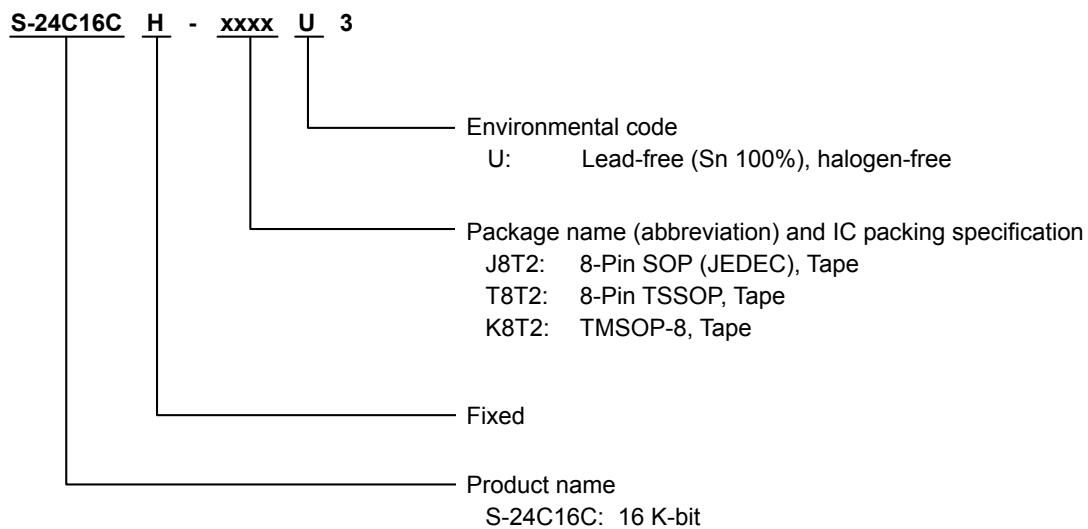 S-24C16C H - xxxx U 3
Environmental code
U: Lead-free (Sn 100%), halogen-free
Package name (abbreviation) and IC packing specification
J8T2: 8-Pin SOP (JEDEC), Tape
T8T2: 8-Pin TSSOP, Tape
K8T2: TMSOP-8, Tape
Fixed
Product name
S-24C16C: 16 K-bit